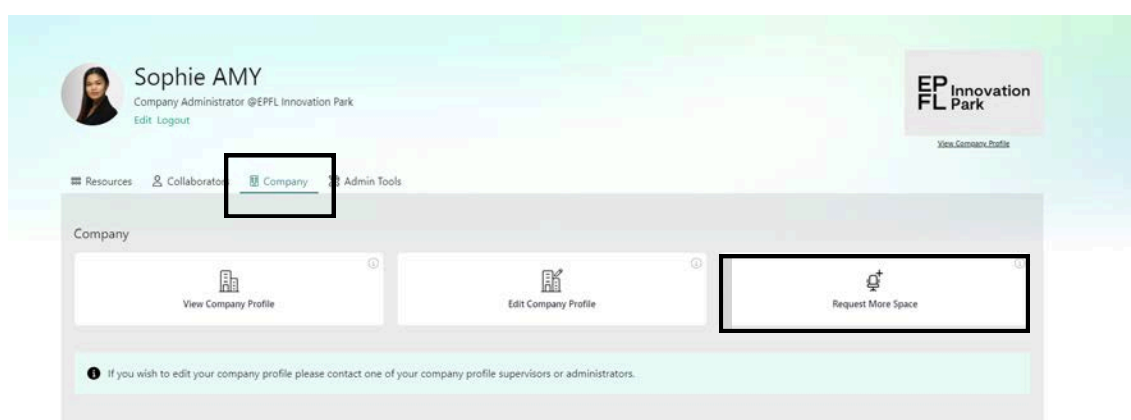 Sophie AMY
Company Administrator @EPFL Innovation Park
Edit Logout
EPFL Innovation Park
View Company Profile
Resources Collaborators Company Admin Tools
Company
View Company Profile
Edit Company Profile
Request More Space
If you wish to edit your company profile please contact one of your company profile supervisors or administrators.